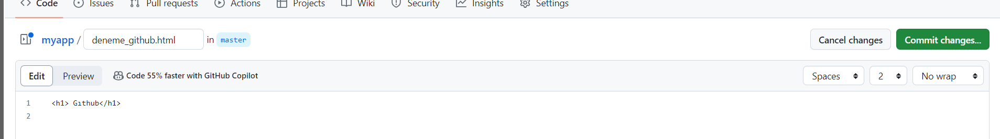 Code Issues Pull requests Actions Projects Wiki Security Insights Settings
myapp / deneme_github.html in master Cancel changes Commit changes...
Edit Preview Code 55% faster with GitHub Copilot Spaces 2 No wrap
1 <h1> Gıthub</h1>
2